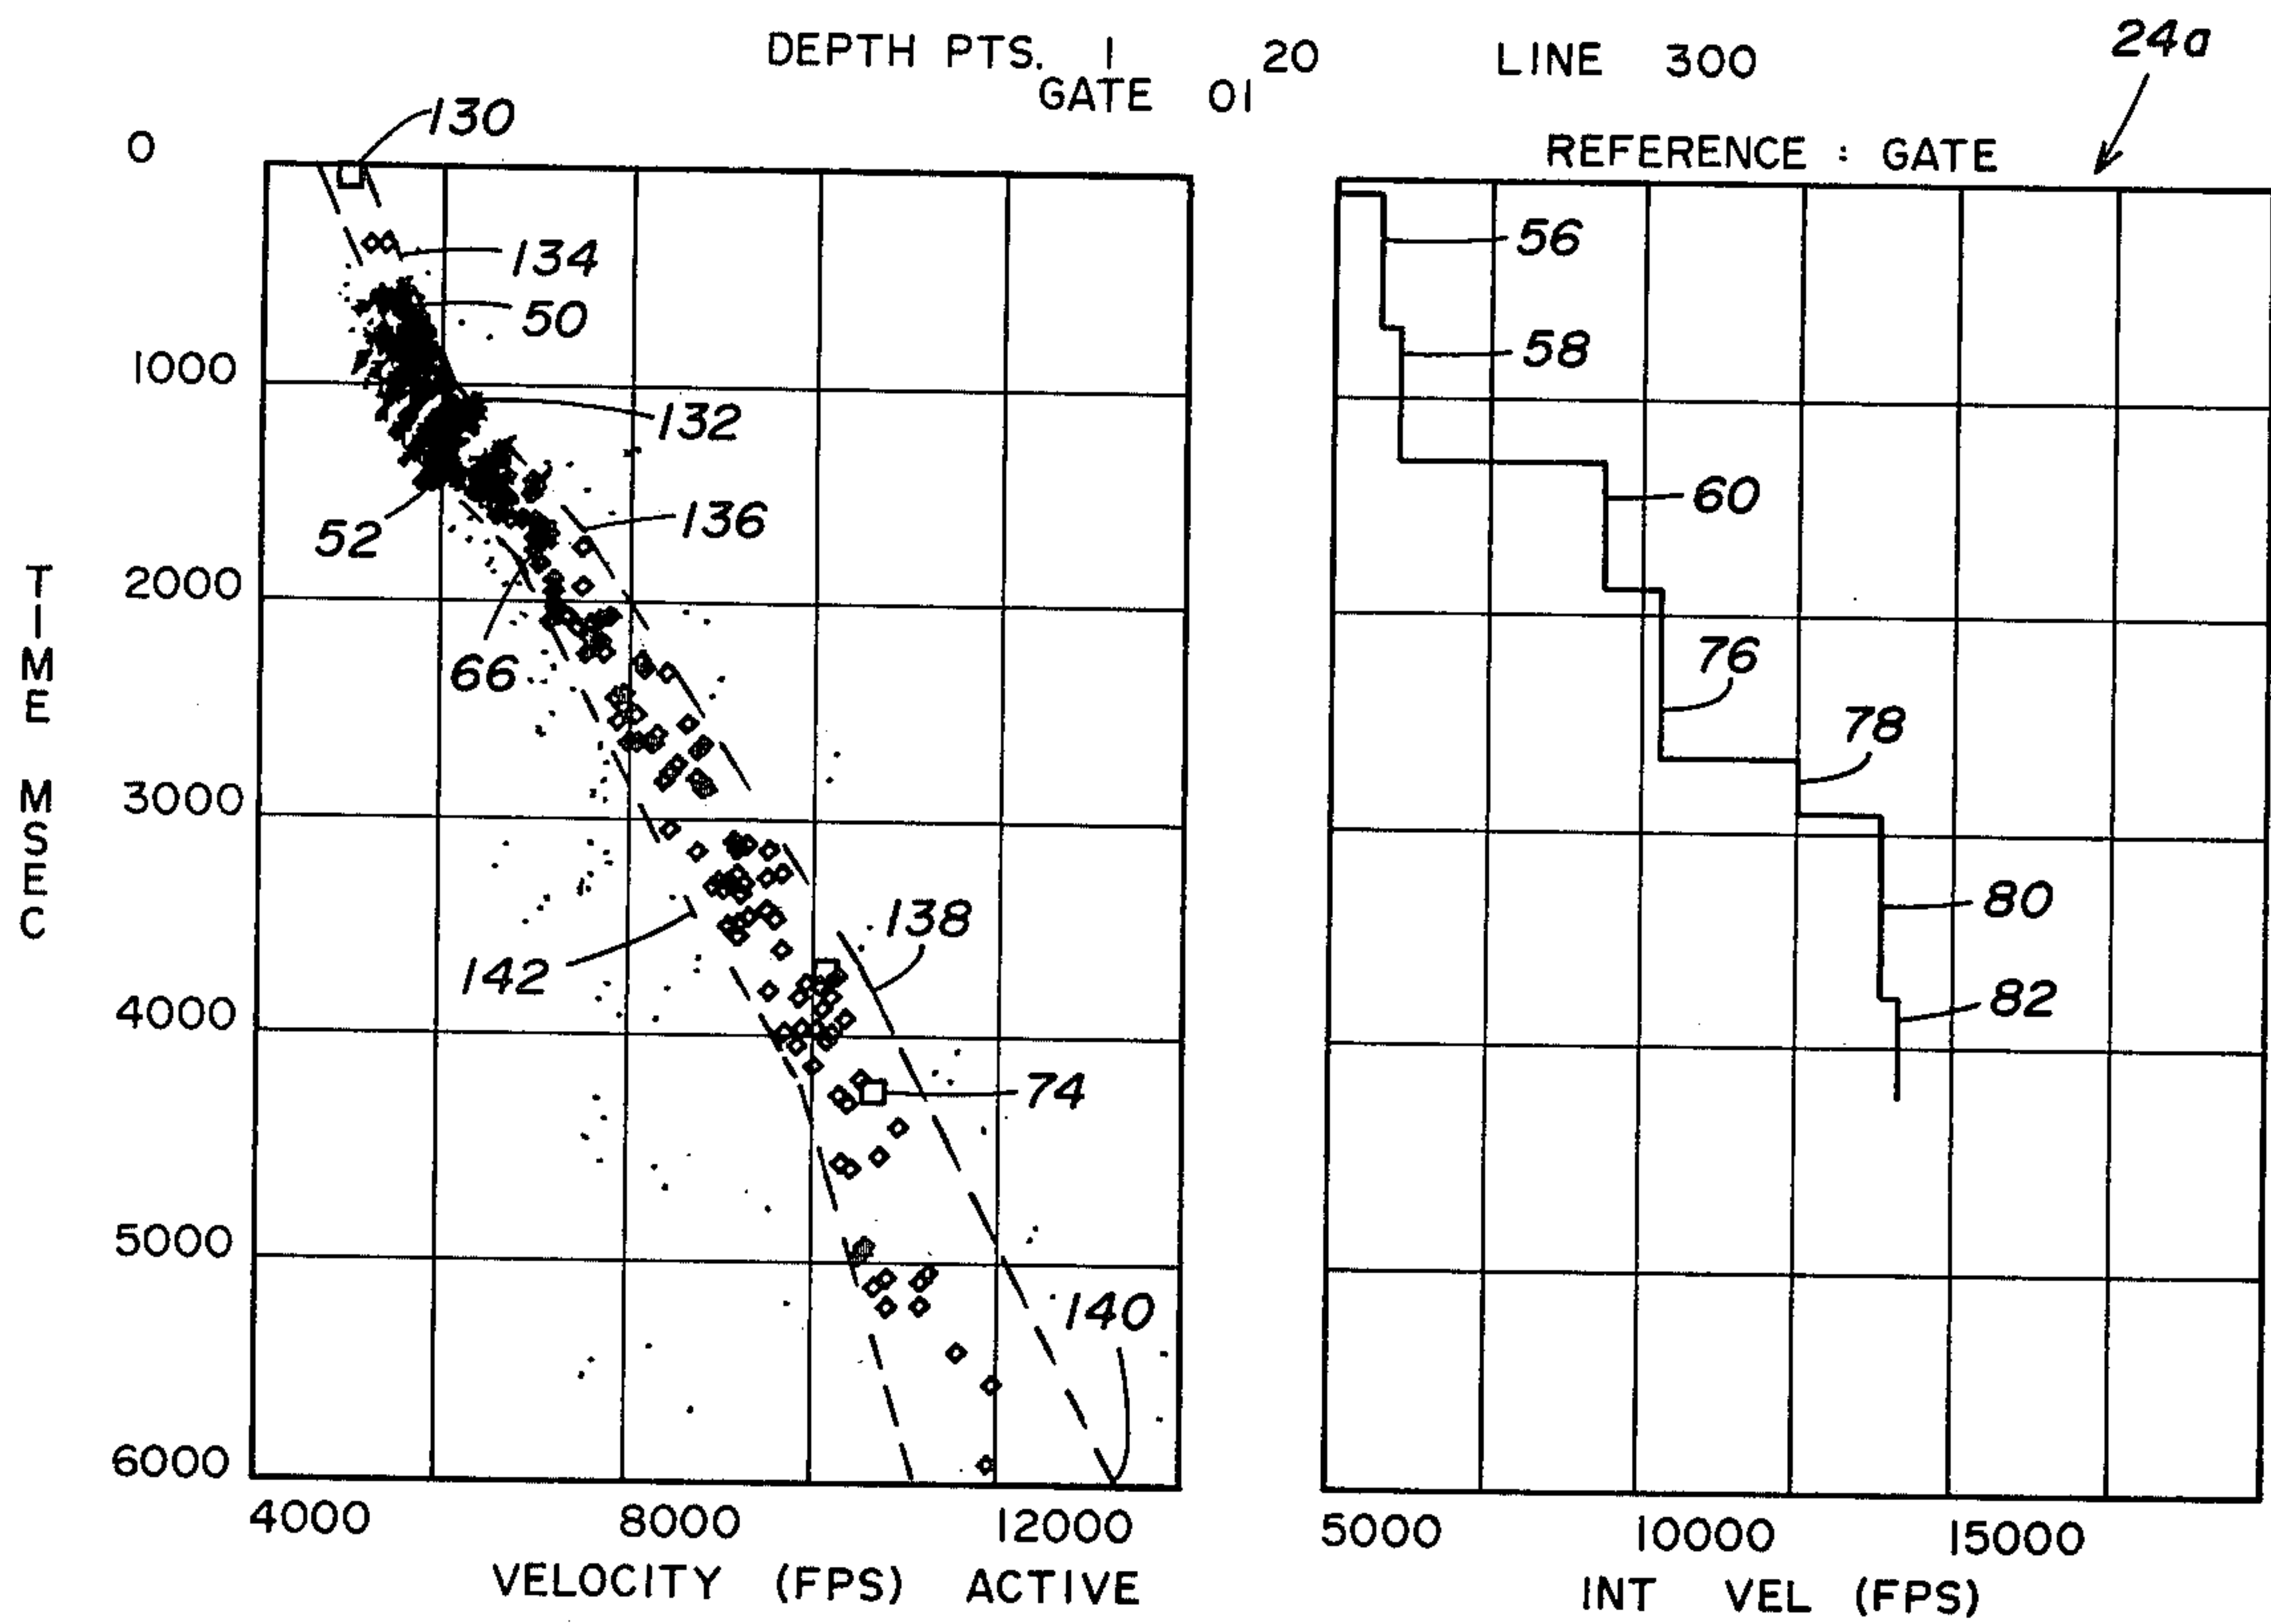 DEPTH PTS. 1 20 LINE 300
GATE 01
24a
REFERENCE : GATE
0
130
134
50
1000
132
52
136
TIME MSEC
2000
66
3000
142
138
4000
74
5000
140
6000
4000 8000 12000
VELOCITY (FPS) ACTIVE
56
58
60
76
78
80
82
5000 10000 15000
INT VEL (FPS)